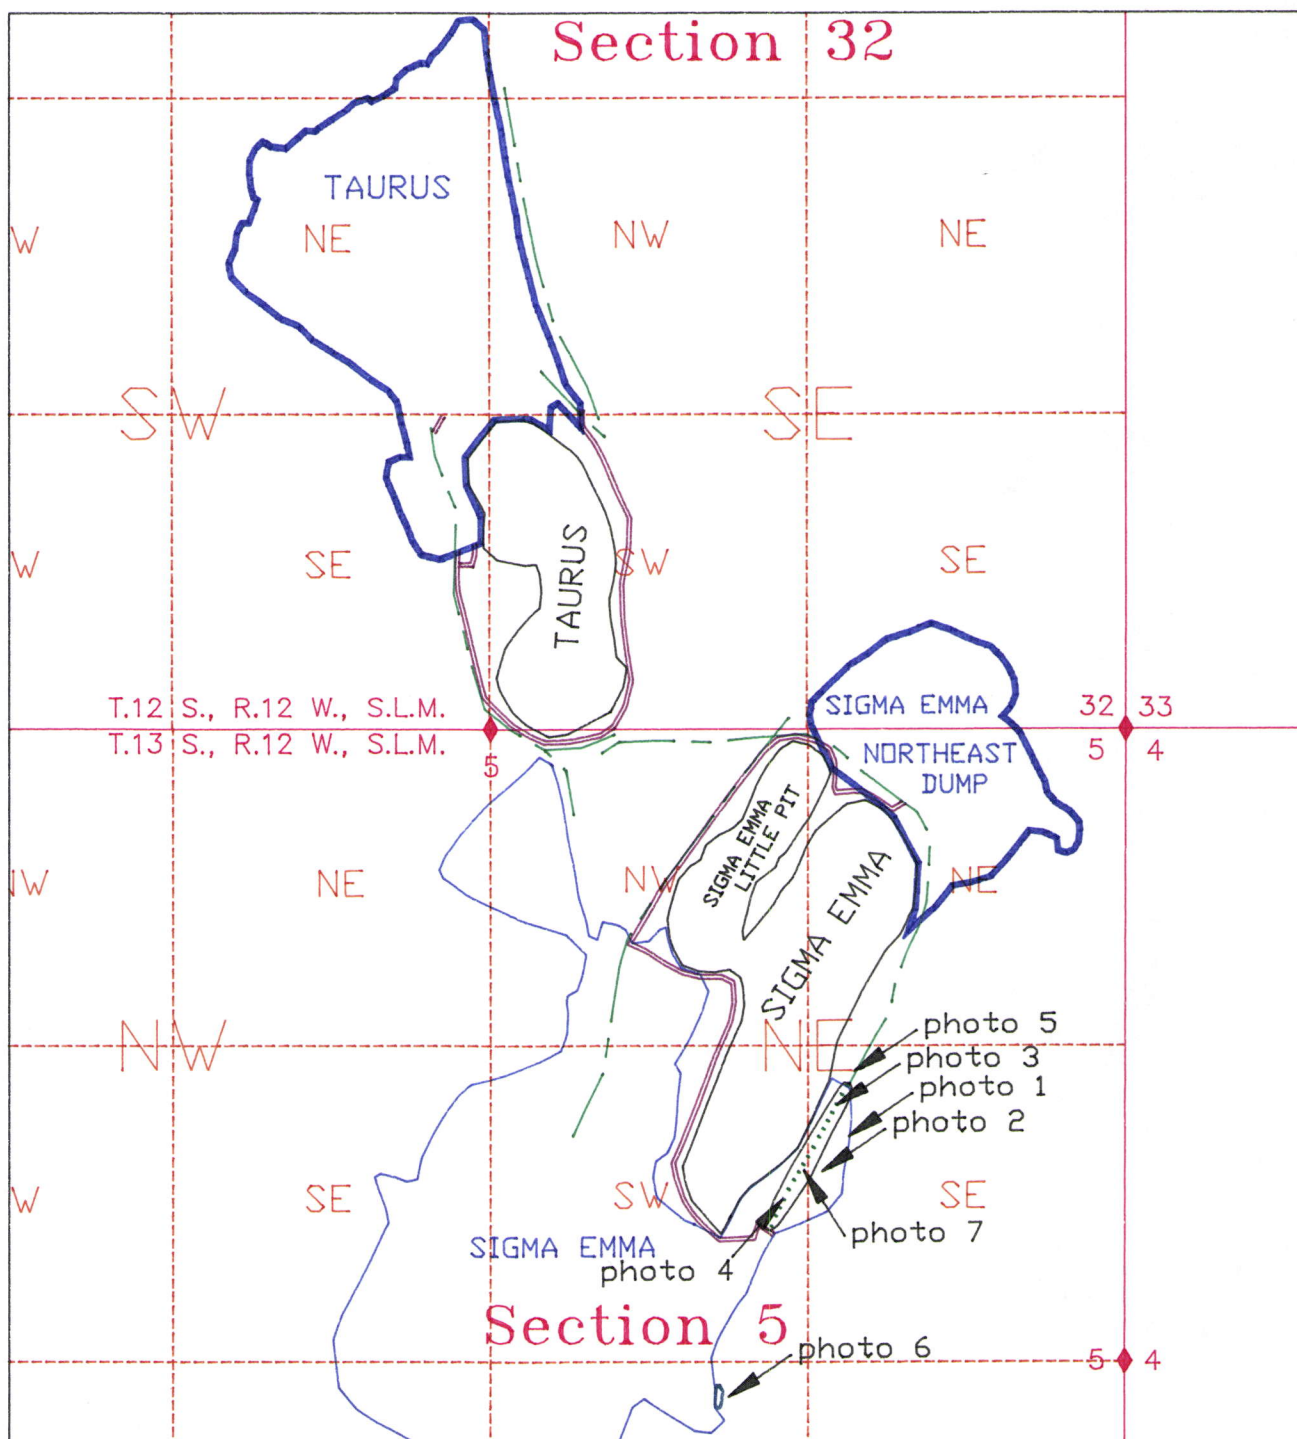 Section 32
TAURUS
W
NE
NW
NE
SW
SE
TAURUS
W
SE
SW
SE
T.12 S., R.12 W., S.L.M.
SIGMA EMMA
32 33
T.13 S., R.12 W., S.L.M.
5
5 4
NORTHEAST
DUMP
SIGMA EMMA
LITTLE PIT
NW
NE
NW
NE
SIGMA EMMA
NW
NE
photo 5
photo 3
photo 1
photo 2
W
SE
SW
SE
photo 7
SIGMA EMMA
photo 4
Section 5
photo 6
5 4